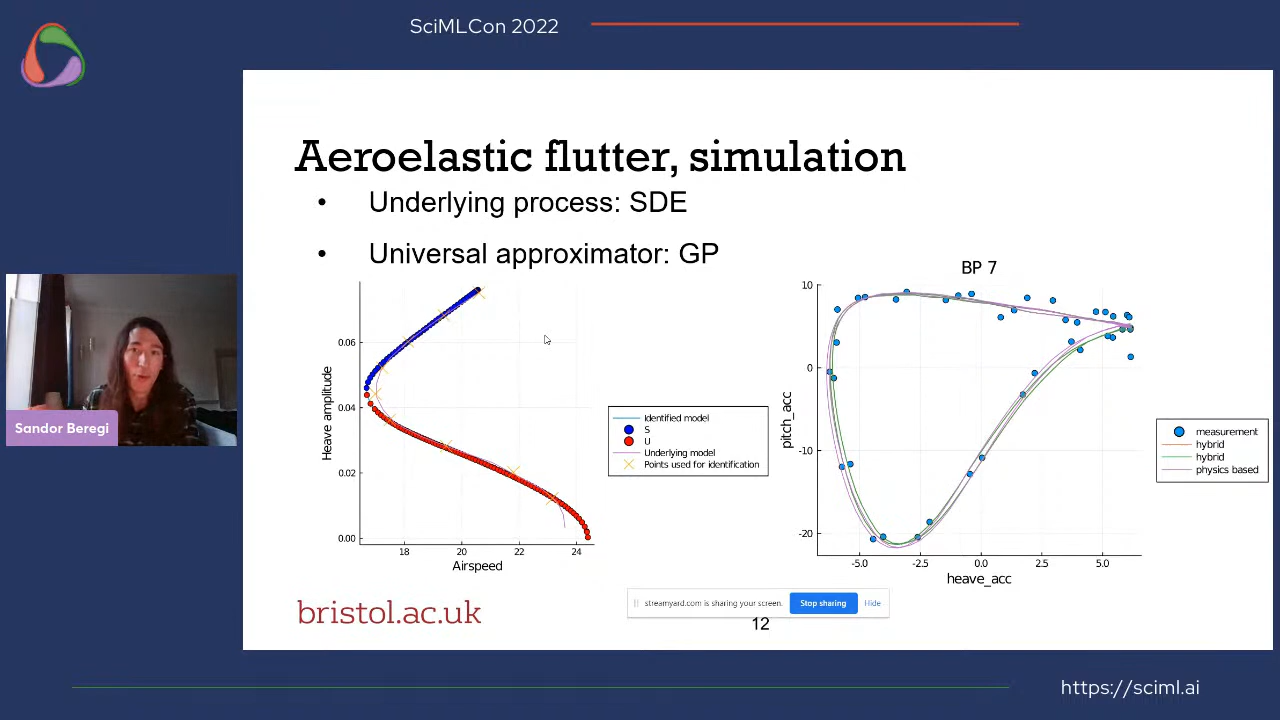 SciMLCon 2022
Aeroelastic flutter, simulation
• Underlying process: SDE
• Universal approximator: GP
0.06
0.04
0.02
0.00
Heave amplitude
18 20 22 24
Airspeed
Identified model
S
U
Underlying model
Points used for identification
BP 7
10
0
-10
-20
pitch_acc
-5.0 -2.5 0.0 2.5 5.0
heave_acc
measurement
hybrid
hybrid
physics based
Sandor Beregi
bristol.ac.uk
streamyard.com is sharing your screen. Stop sharing Hide
12
https://sciml.ai